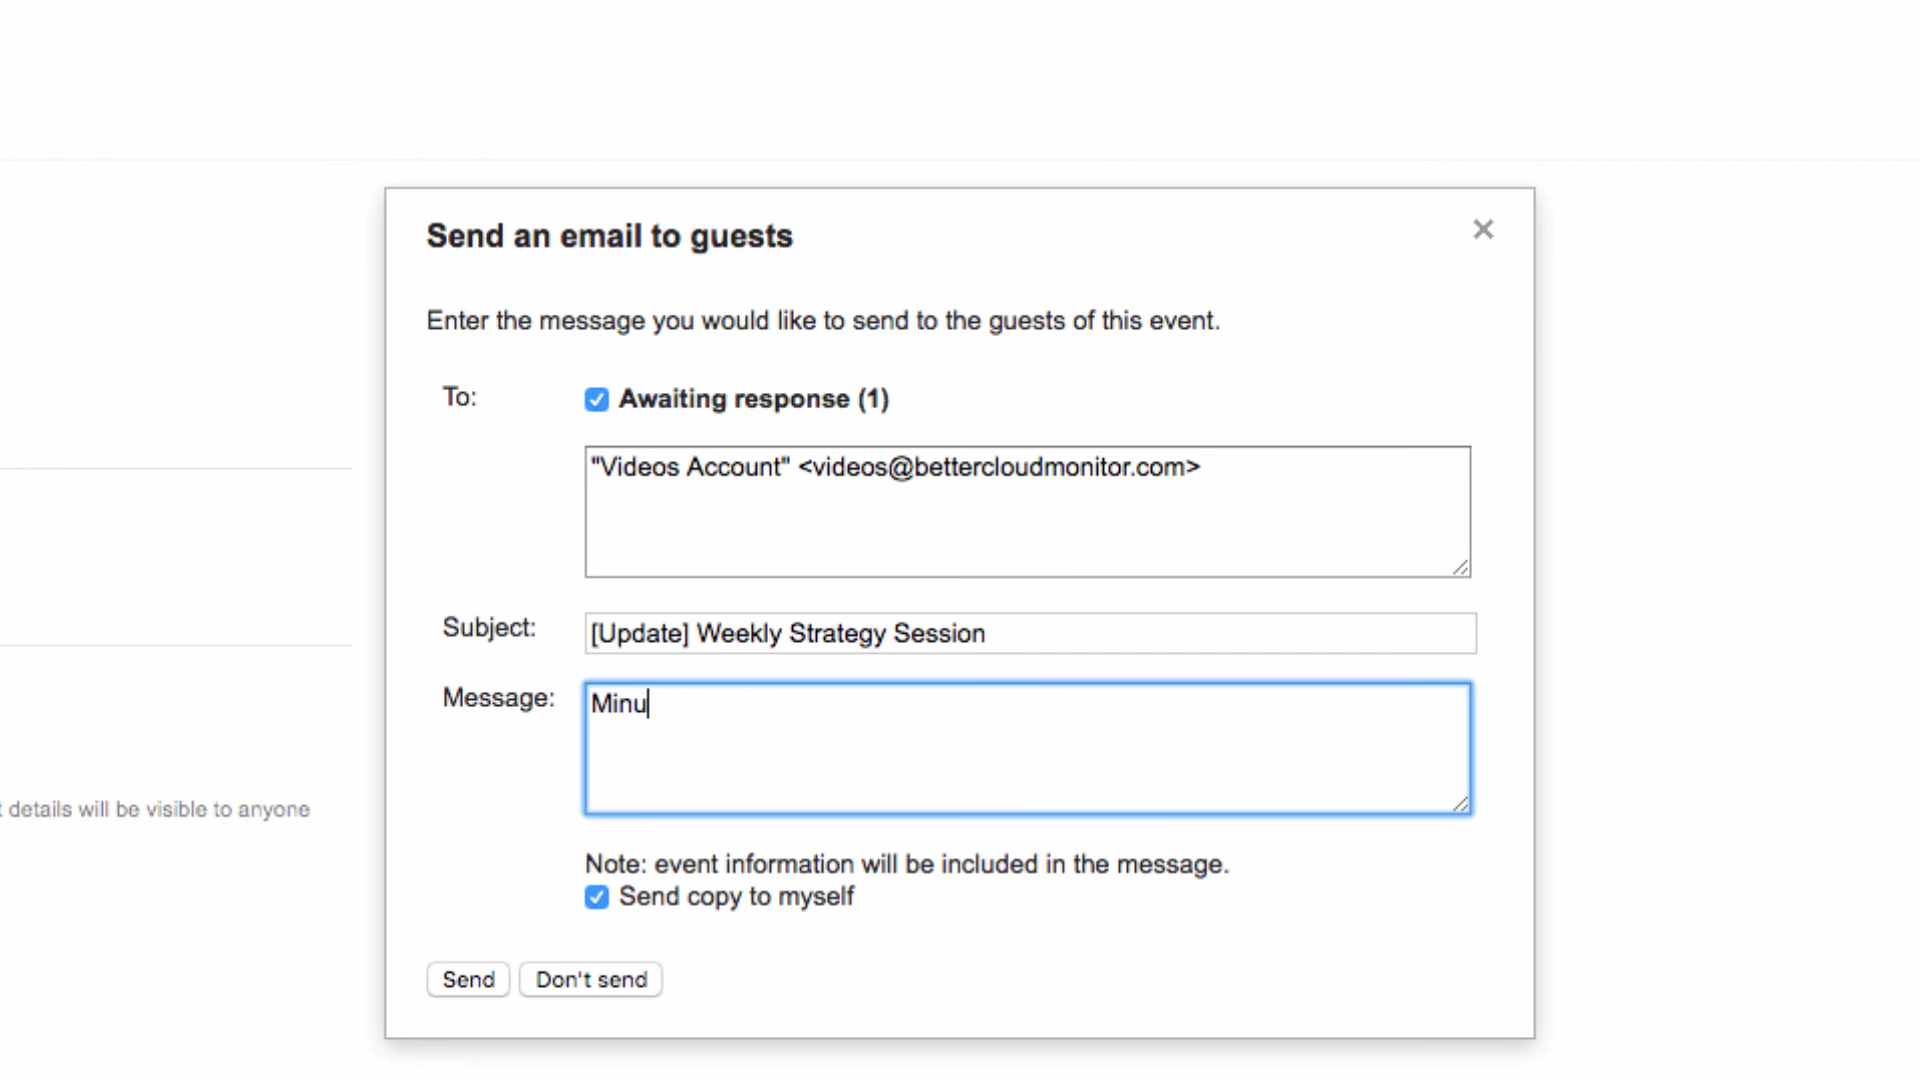 Send an email to guests
Enter the message you would like to send to the guests of this event.
To:
Awaiting response (1)
"Videos Account" <videos@bettercloudmonitor.com>
Subject:
[Update] Weekly Strategy Session
Message:
Minu
details will be visible to anyone
Note: event information will be included in the message.
Send copy to myself
Send
Don't send